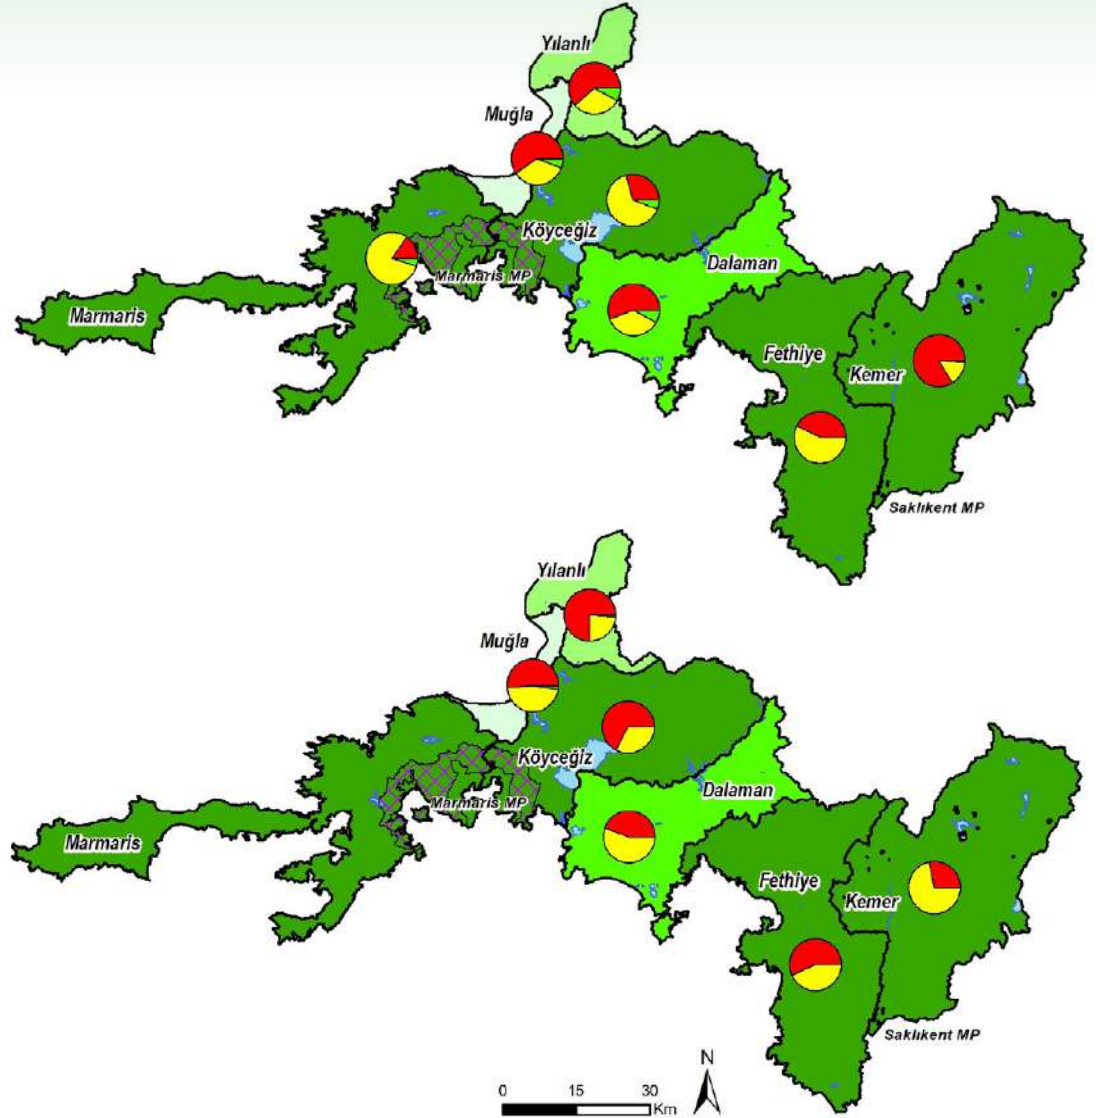 Yılanlı
Muğla
Köyceğiz
Dalaman
Marmaris MP
Marmaris
Fethiye
Kemer
Saklıkent MP
Yılanlı
Muğla
Köyceğiz
Dalaman
Marmaris MP
Marmaris
Fethiye
Kemer
Saklıkent MP
N
0 15 30
Km